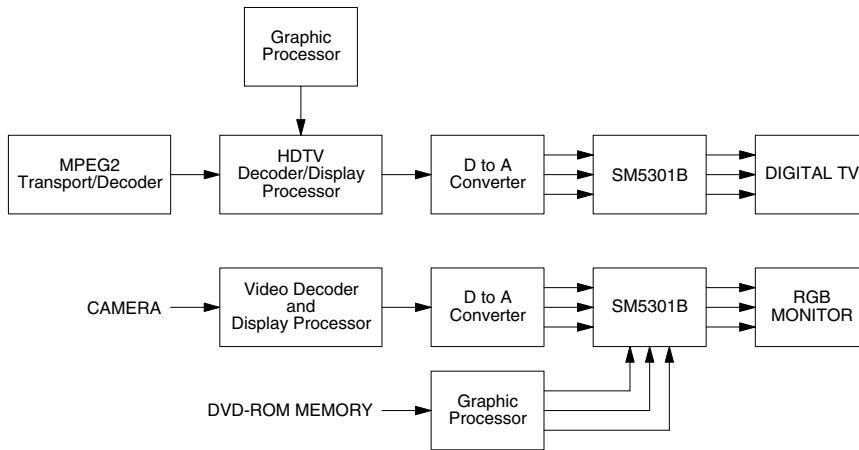 Graphic
Processor
MPEG2
Transport/Decoder
HDTV
Decoder/Display
Processor
D to A
Converter
SM5301B
DIGITAL TV
CAMERA
Video Decoder
and
Display Processor
D to A
Converter
SM5301B
RGB
MONITOR
DVD-ROM MEMORY
Graphic
Processor